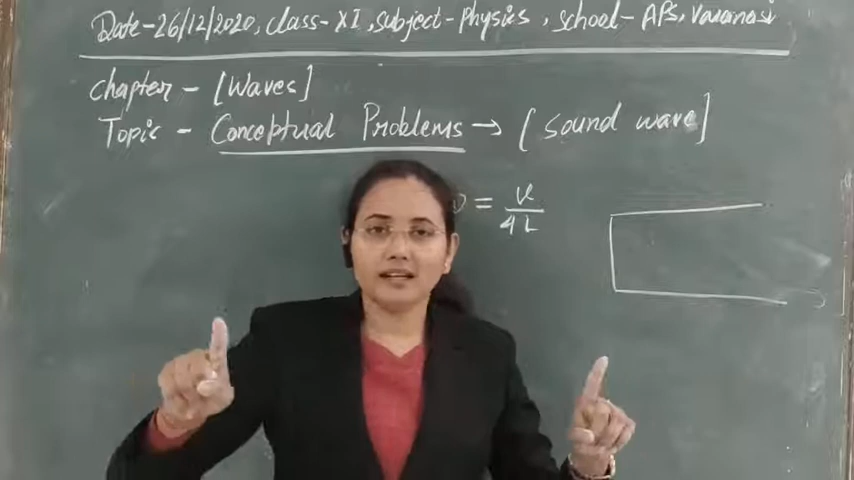 Date-26/12/2020, Class-XI, Subject-Physics, School-APS, Varanasi
Chapter - [Waves]
Topic - Conceptual Problems → [Sound wave]
ν = v/4L